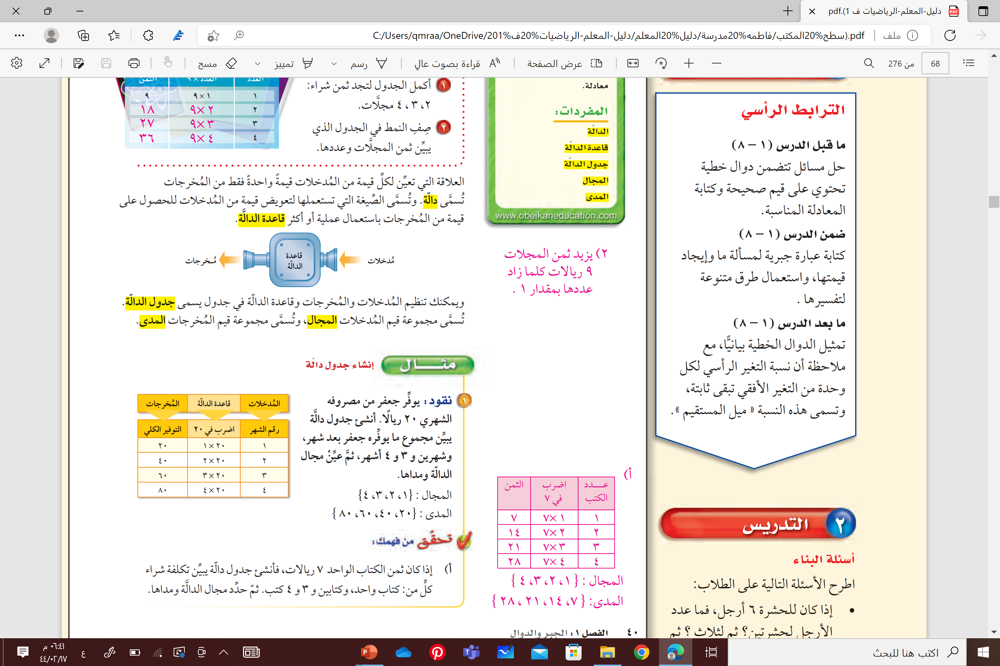 دليل-المعلم-الرياضيات ف 1).pdf
ملف
C:/Users/qmraa/OneDrive/سطح%20المكتب/فاطمه%20مدرسة/دليل%20المعلم/دليل-المعلم-الرياضيات%20ف%201).pdf
68
من 276
عرض الصفحة
قراءة بصوت عالٍ
رسم
تمييز
مسح
الترابط الرأسي
ما قبل الدرس (١ – ٨)
حل مسائل تتضمن دوال خطية
تحتوي على قيم صحيحة وكتابة
المعادلة المناسبة.
ضمن الدرس (١ – ٨)
كتابة عبارة جبرية لمسألة ما وإيجاد
قيمتها، واستعمال طرق متنوعة
لتفسيرها .
ما بعد الدرس (١ – ٨)
تمثيل الدوال الخطية بيانيًّا، مع
ملاحظة أن نسبة التغير الرأسي لكل
وحدة من التغير الأفقي تبقى ثابتة،
وتسمى هذه النسبة « ميل المستقيم ».
٢ التدريس
أسئلة البناء
اطرح الأسئلة التالية على الطلاب:
• إذا كان للحشرة ٦ أرجل، فما عدد
الأرجل لحشرتين؟ ثم لثلاث ؟ ثم
معادلة.
المفردات:
الدالّة
قاعدة الدالّة
جدول الدالّة
المجال
المدى
www.obeikaneducation.com
٢) يزيد ثمن المجلات
٩ ريالات كلما زاد
عددها بمقدار ١ .
أ)
عـــدد الكتب اضرب في ٧ الثمن
١ ١ ×٧ ٧
٢ ٢ ×٧ ١٤
٣ ٣ ×٧ ٢١
٤ ٤ ×٧ ٢٨
المجال : { ١، ٢، ٣، ٤ }
المدى: { ٧، ١٤، ٢١، ٢٨ }
١ أكمل الجدول لتجد ثمن شراء:
٢، ٣، ٤ مجلَّات.
٢ صِفِ النمط في الجدول الذي
يبيِّن ثمن المجلَّات وعددها.
العدد العدد × ٩ الثمن
١ ١ × ٩ ٩
٢ ٢ ×٩ ١٨
٣ ٣ ×٩ ٢٧
٤ ٤ ×٩ ٣٦
العلاقة التي تعيِّن لكلِّ قيمة من المُدخلات قيمةً واحدةً فقط من المُخرجات
تُسمَّى دالّة. وتُسمَّى الصِّيغة التي تستعملها لتعويض قيمة من المُدخلات للحصول على
قيمة من المُخرجات باستعمال عملية أو أكثر قاعدة الدالَّة.
مُدخلات
قاعدة
الدالّة
مُخرجات
ويمكنك تنظيم المُدخلات والمُخرجات وقاعدة الدالّة في جدول يسمى جدول الدالّة.
تُسمَّى مجموعة قيم المُدخلات المجال، وتُسمَّى مجموعة قيم المُخرجات المدى.
مثـــــال إنشاء جدول دالّة
١ نقود : يوفِّر جعفر من مصروفه
الشهري ٢٠ ريالًا. أنشئ جدول دالَّة
يبيِّن مجموع ما يوفِّره جعفر بعد شهر،
وشهرين و ٣ و ٤ أشهر، ثمَّ عيِّنْ مجال
الدالّة ومداها.
المجال : {١، ٢، ٣، ٤}
المدى : {٢٠، ٤٠، ٦٠، ٨٠ }
المُدخلات قاعدة الدالّة المُخرجات
رقم الشهر اضرب في ٢٠ التوفير الكلي
١ ٢٠ × ١ ٢٠
٢ ٢٠ × ٢ ٤٠
٣ ٢٠ × ٣ ٦٠
٤ ٢٠ × ٤ ٨٠
تحقّق من فهمك:
أ) إذا كان ثمن الكتاب الواحد ٧ ريالات، فأنشئ جدول دالّة يبيِّن تكلفة شراء
كلٍّ من: كتاب واحد، وكتابين و ٣ و ٤ كتب. ثمّ حدِّد مجال الدالَّة ومداها.
٤٠ الفصل ١ : الجبر والدوال
اكتب هنا للبحث
ع
٠٦:٤١ م
٤٤/٠٢/١٧